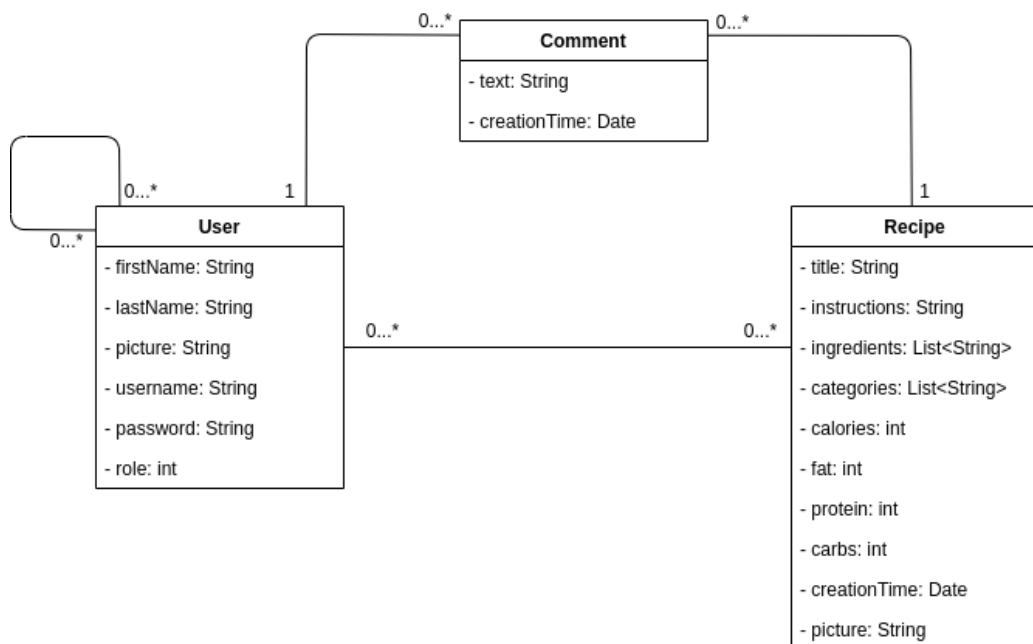 0...*
0...*
Comment
- text: String
- creationTime: Date
0...*
0...*
1
1
User
- firstName: String
- lastName: String
- picture: String
- username: String
- password: String
- role: int
0...*
0...*
Recipe
- title: String
- instructions: String
- ingredients: List<String>
- categories: List<String>
- calories: int
- fat: int
- protein: int
- carbs: int
- creationTime: Date
- picture: String